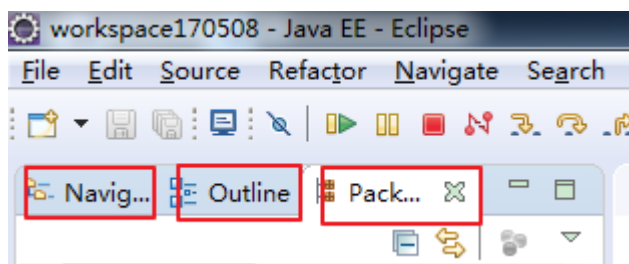 workspace170508 - Java EE - Eclipse
File Edit Source Refactor Navigate Search
Navig... Outline Pack...